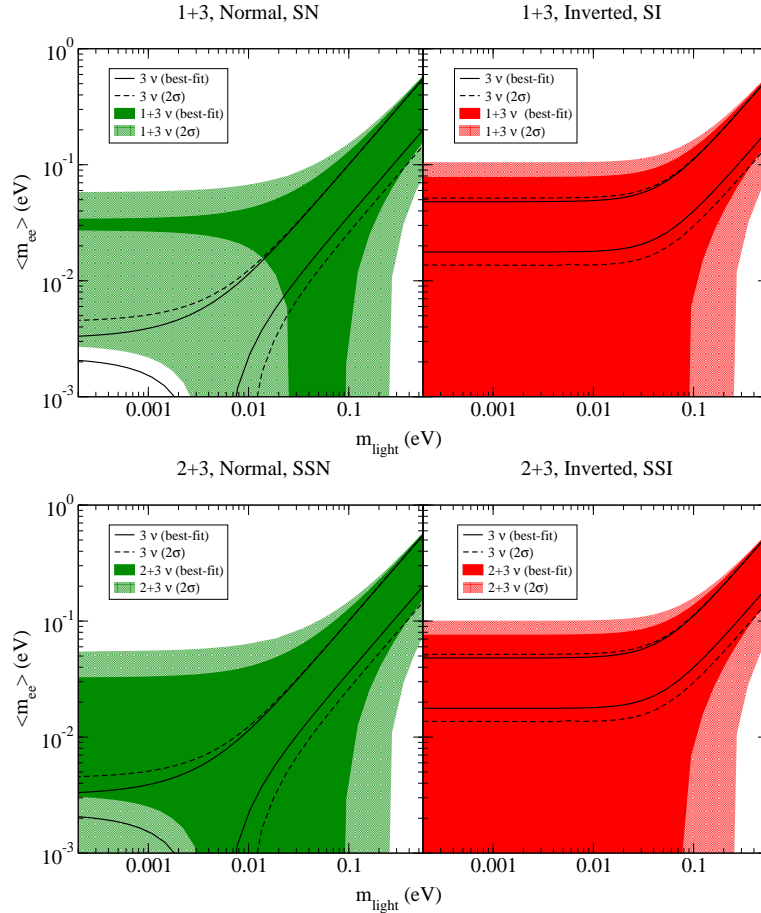 1+3, Normal, SN
1+3, Inverted, SI
10^0
10^-1
10^-2
10^-3
<m_ee> (eV)
3 ν (best-fit)
3 ν (2σ)
1+3 ν (best-fit)
1+3 ν (2σ)
3 ν (best-fit)
3 ν (2σ)
1+3 ν (best-fit)
1+3 ν (2σ)
0.001 0.01 0.1
0.001 0.01 0.1
m_light (eV)
m_light (eV)
2+3, Normal, SSN
2+3, Inverted, SSI
10^0
10^-1
10^-2
10^-3
<m_ee> (eV)
3 ν (best-fit)
3 ν (2σ)
2+3 ν (best-fit)
2+3 ν (2σ)
3 ν (best-fit)
3 ν (2σ)
2+3 ν (best-fit)
2+3 ν (2σ)
0.001 0.01 0.1
0.001 0.01 0.1
m_light (eV)
m_light (eV)